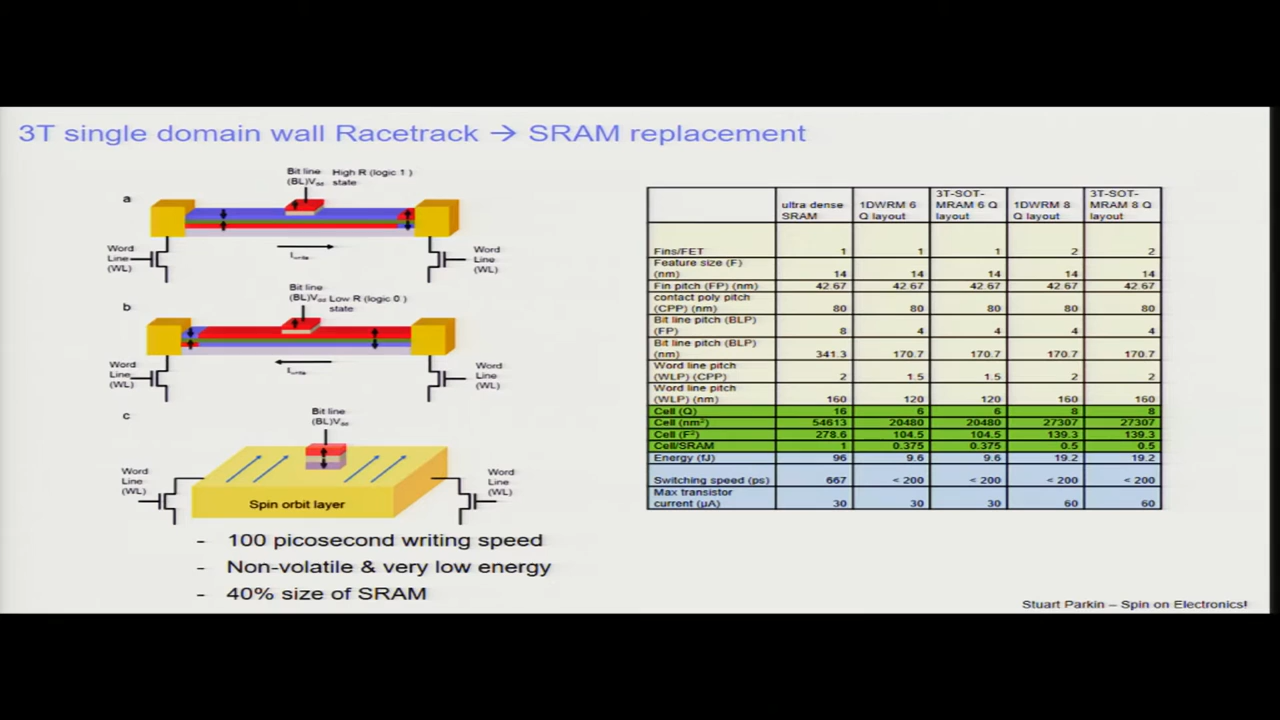 3T single domain wall Racetrack → SRAM replacement
a
Bit line
(BL)V
High R (logic 1 )
state
Word
Line
(WL)
I write
Word
Line
(WL)
b
Bit line
(BL)V
Low R (logic 0 )
state
Word
Line
(WL)
I write
Word
Line
(WL)
c
Bit line
(BL)V
Word
Line
(WL)
Spin orbit layer
Word
Line
(WL)
- 100 picosecond writing speed
- Non-volatile & very low energy
- 40% size of SRAM
ultra dense SRAM 1DWRM 6 Q layout 3T-SOT-MRAM 6 Q layout 1DWRM 8 Q layout 3T-SOT-MRAM 8 Q layout
Fins/FET 1 1 1 2 2
Feature size (F) (nm) 14 14 14 14 14
Fin pitch (FP) (nm) 42.67 42.67 42.67 42.67 42.67
contact poly pitch (CPP) (nm) 80 80 80 80 80
Bit line pitch (BLP) (FP) 8 4 4 4 4
Bit line pitch (BLP) (nm) 341.3 170.7 170.7 170.7 170.7
Word line pitch (WLP) (CPP) 2 1.5 1.5 2 2
Word line pitch (WLP) (nm) 160 120 120 160 160
Cell (Q) 16 6 6 8 8
Cell (nm²) 54613 20480 20480 27307 27307
Cell (F²) 278.6 104.5 104.5 139.3 139.3
Cell/SRAM 1 0.375 0.375 0.5 0.5
Energy (fJ) 96 9.6 9.6 19.2 19.2
Switching speed (ps) 667 < 200 < 200 < 200 < 200
Max transistor current (µA) 30 30 30 60 60
Stuart Parkin – Spin on Electronics!